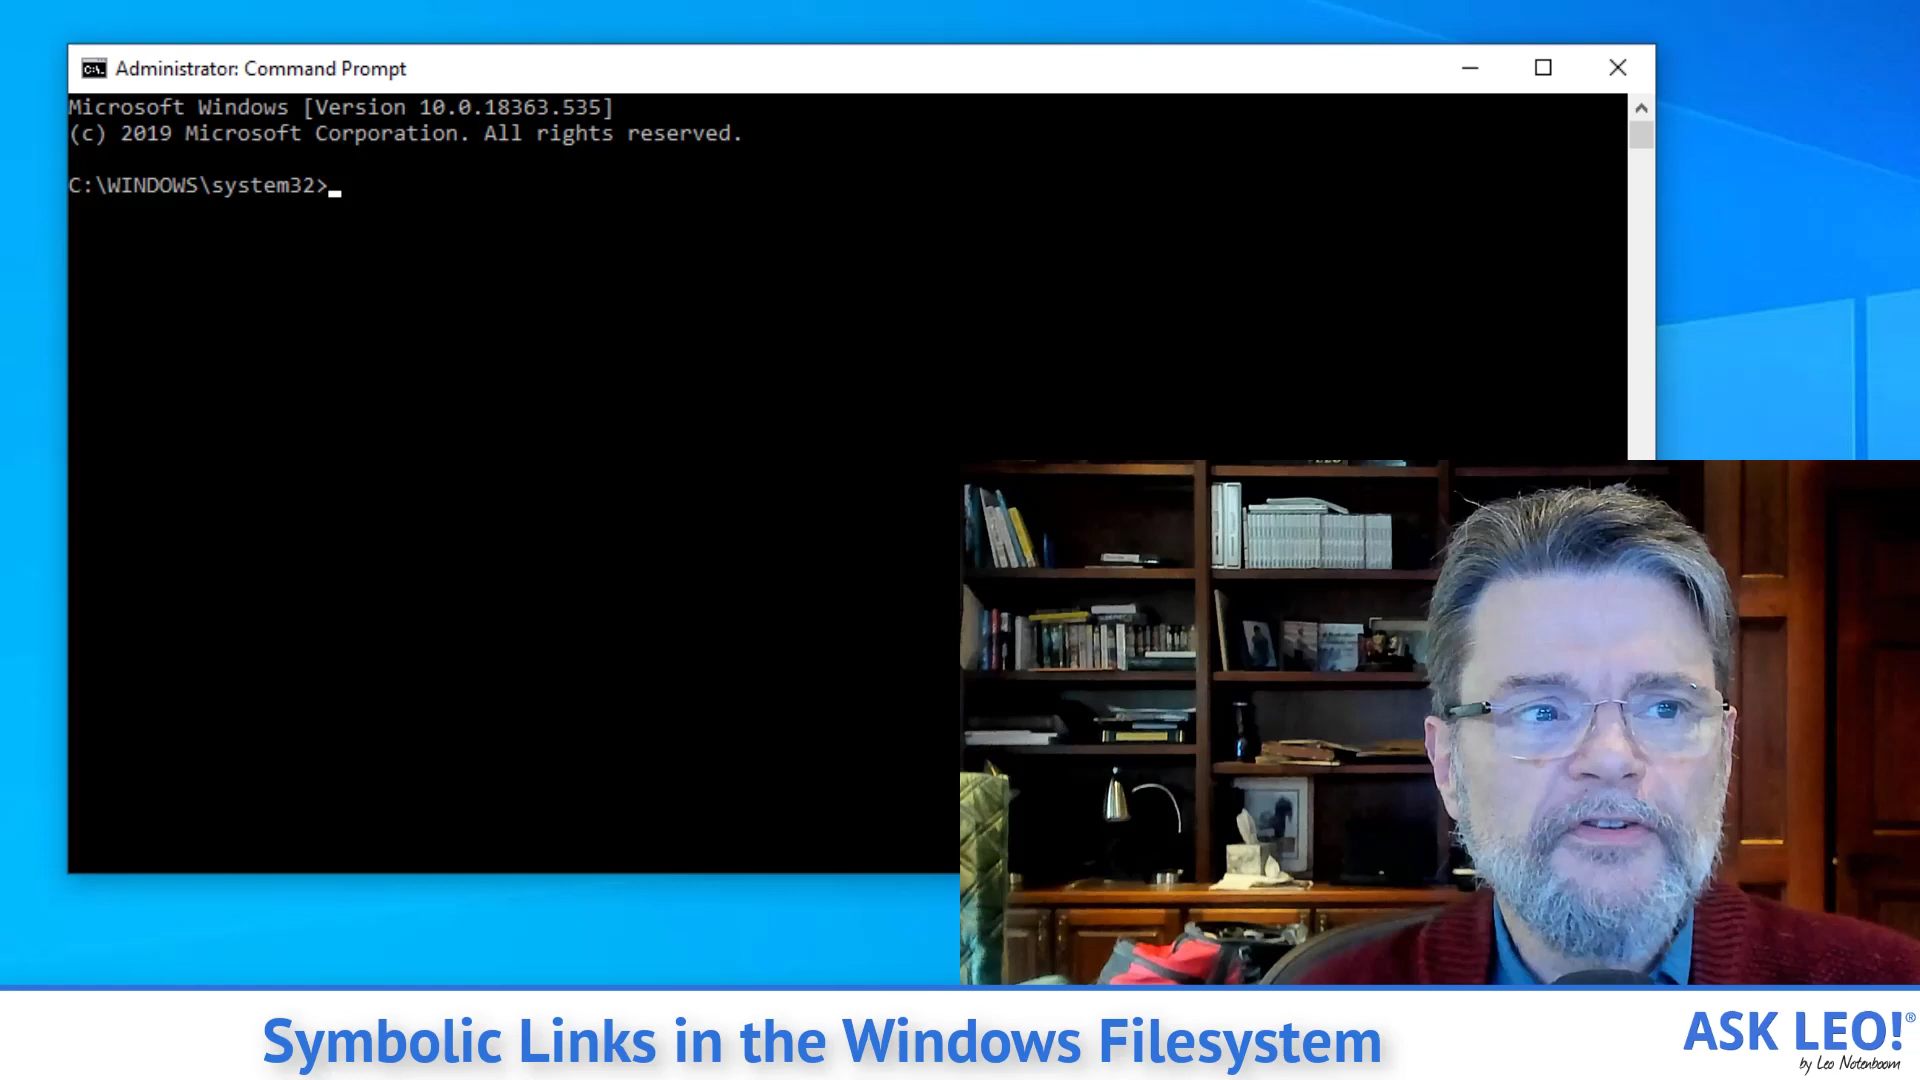 Administrator: Command Prompt
Microsoft Windows [Version 10.0.18363.535]
(c) 2019 Microsoft Corporation. All rights reserved.
C:\WINDOWS\system32>
Symbolic Links in the Windows Filesystem
ASK LEO!®
by Leo Notenboom